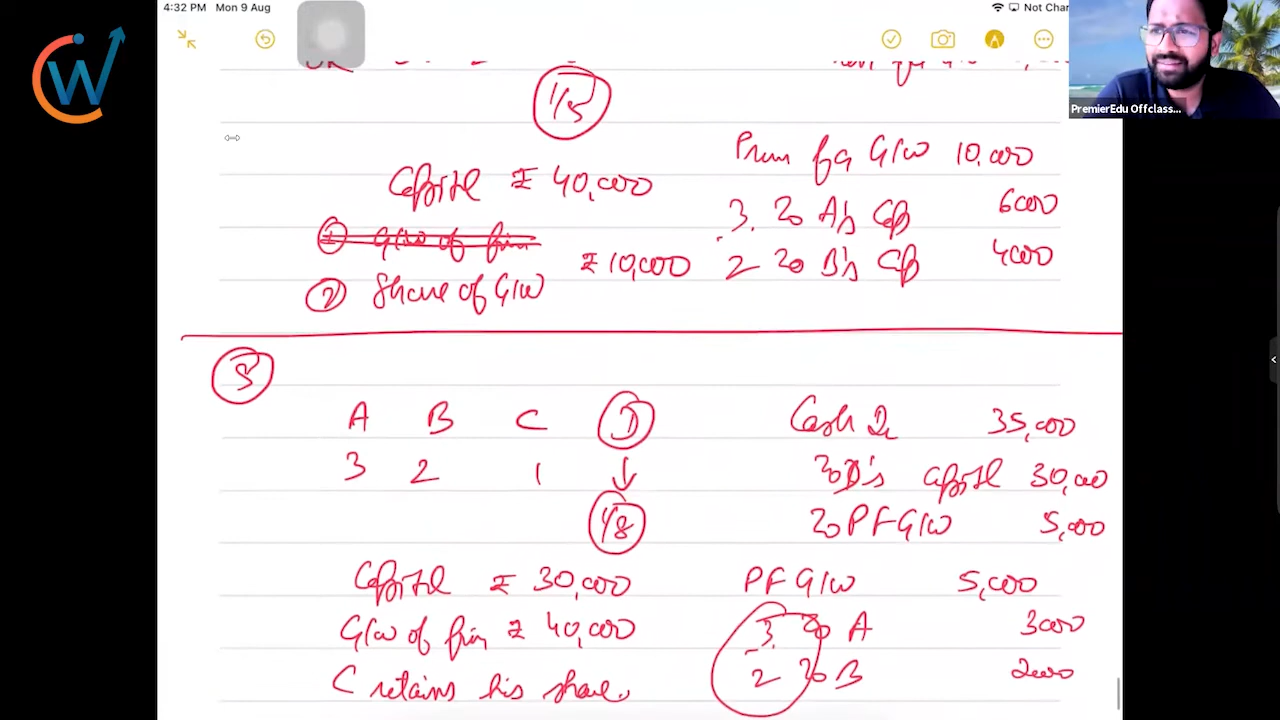 4:32 PM Mon 9 Aug
Not Char
PremierEdu Offclass...
W
1/5
Capital ₹ 40,000
① G/W of firm
② Share of G/W ₹ 10,000
Prem for G/W 10,000
3. To A's Cap 6000
2 To B's Cap 4000
5
A B C D
3 2 1
1/8
Capital ₹ 30,000
G/W of firm ₹ 40,000
C retains his share.
Cash Dr 35,000
To D's Capital 30,000
To PF G/W 5,000
PF G/W 5,000
3. To A 3000
2 To B 2000